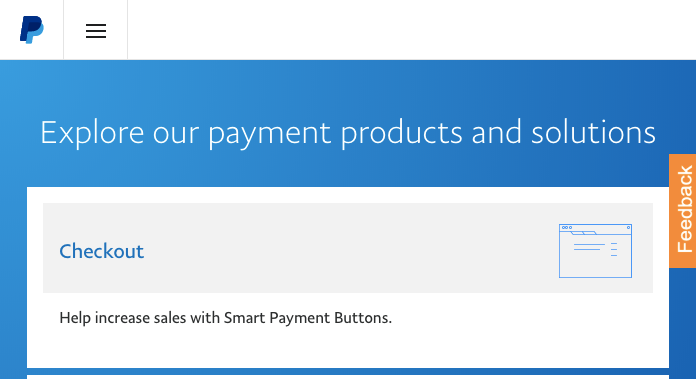 Explore our payment products and solutions
Feedback
Checkout
Help increase sales with Smart Payment Buttons.